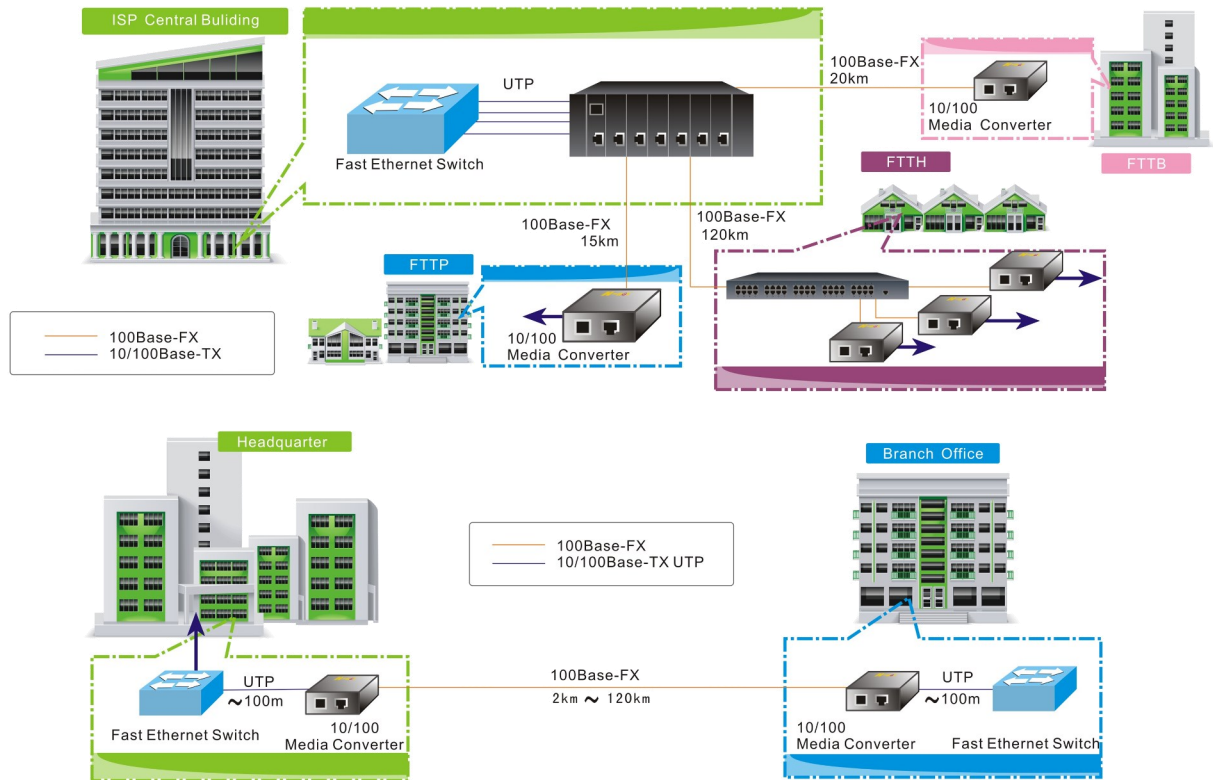 ISP Central Buliding
UTP
Fast Ethernet Switch
100Base-FX
20km
10/100
Media Converter
FTTB
FTTH
100Base-FX
15km
100Base-FX
120km
FTTP
10/100
Media Converter
100Base-FX
10/100Base-TX
Headquarter
Branch Office
100Base-FX
10/100Base-TX UTP
UTP
~100m
Fast Ethernet Switch
10/100
Media Converter
100Base-FX
2km ~ 120km
UTP
~100m
10/100
Media Converter
Fast Ethernet Switch